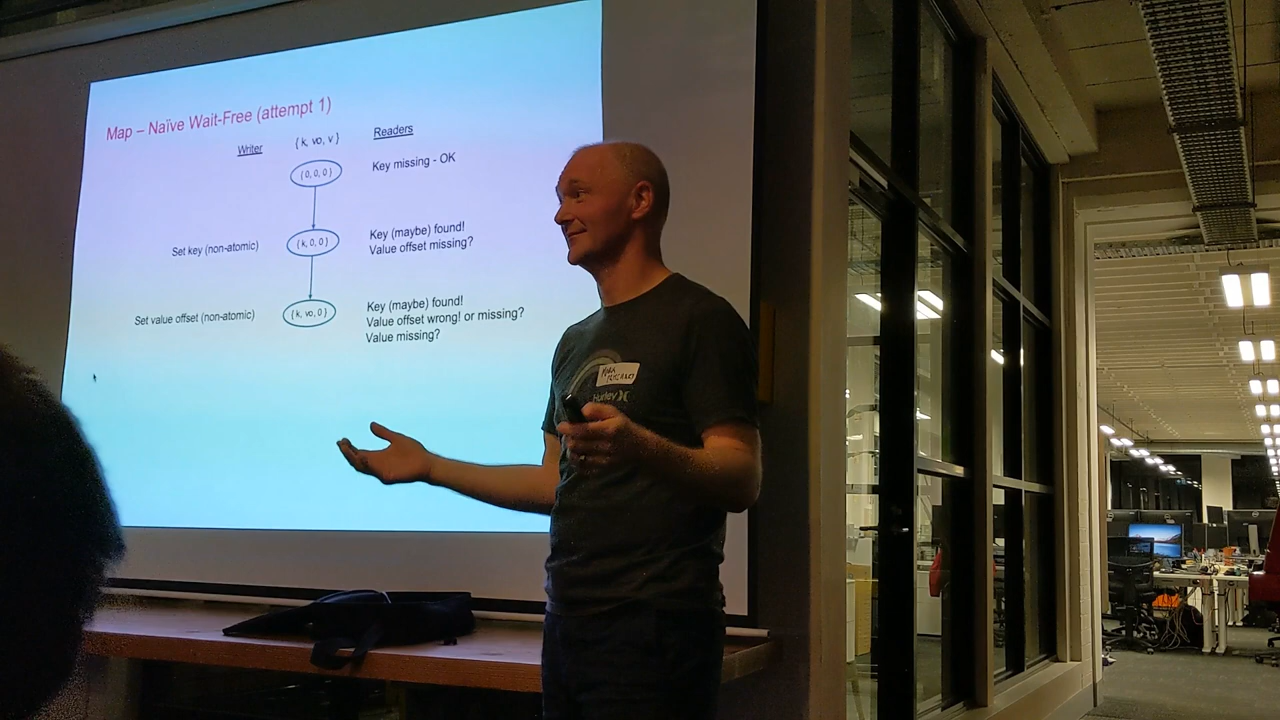 Map – Naïve Wait-Free (attempt 1)
Writer
{ k, vo, v }
Readers
{ 0, 0, 0 }
Key missing - OK
Set key (non-atomic)
{ k, 0, 0 }
Key (maybe) found!
Value offset missing?
Set value offset (non-atomic)
{ k, vo, 0 }
Key (maybe) found!
Value offset wrong! or missing?
Value missing?
Hurley